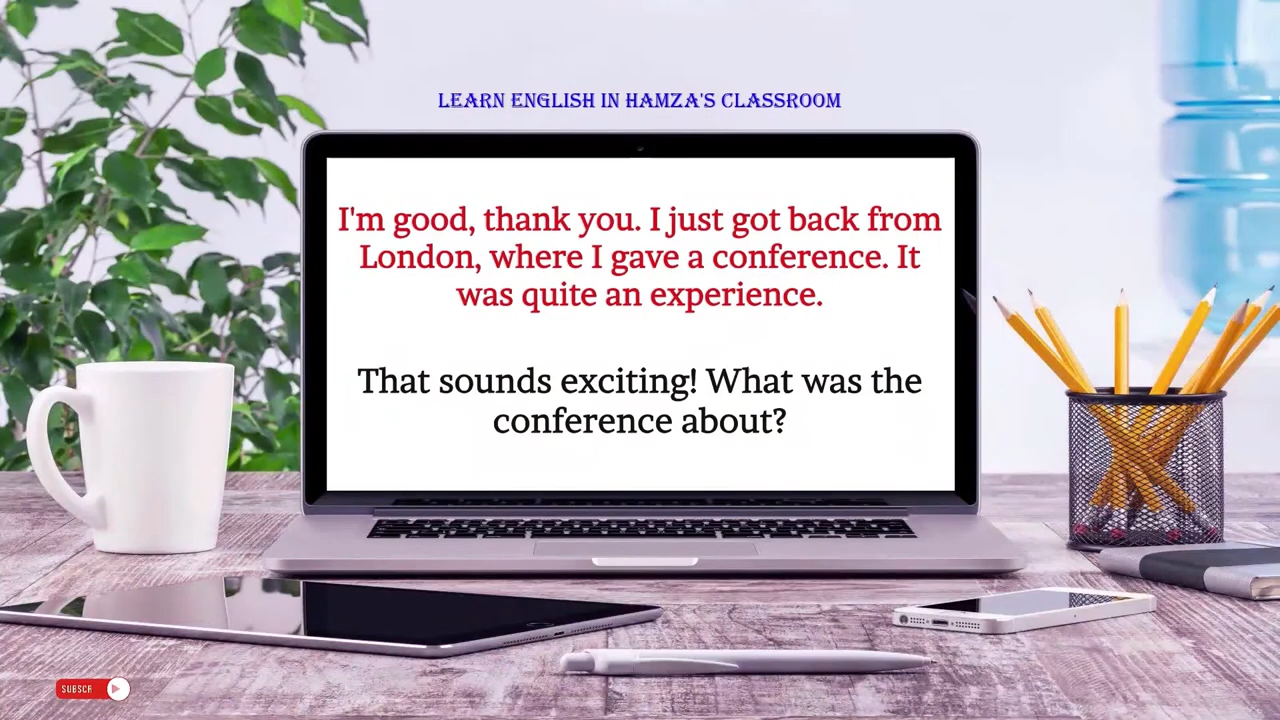 LEARN ENGLISH IN HAMZA'S CLASSROOM
I'm good, thank you. I just got back from
London, where I gave a conference. It
was quite an experience.
That sounds exciting! What was the
conference about?
SUBSCR